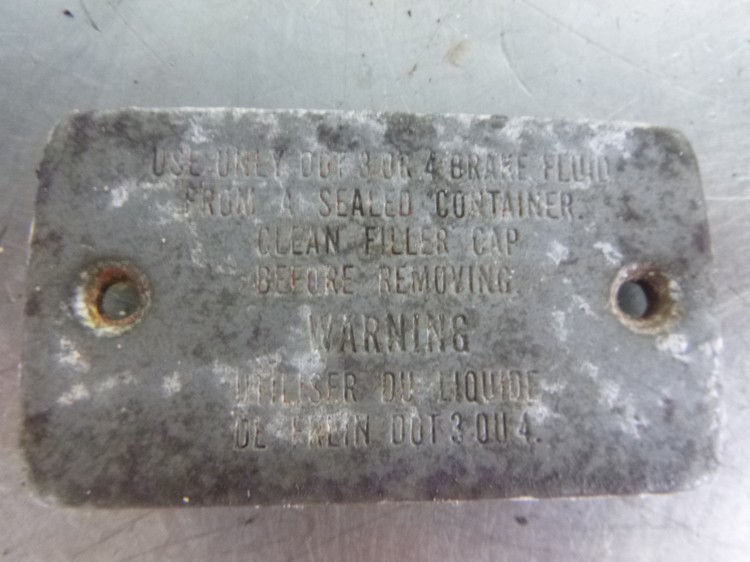 USE ONLY DOT 3 OR 4 BRAKE FLUID
FROM A SEALED CONTAINER.
CLEAN FILLER CAP
BEFORE REMOVING
WARNING
UTILISER DU LIQUIDE
DE FREIN DOT 3 OU 4.